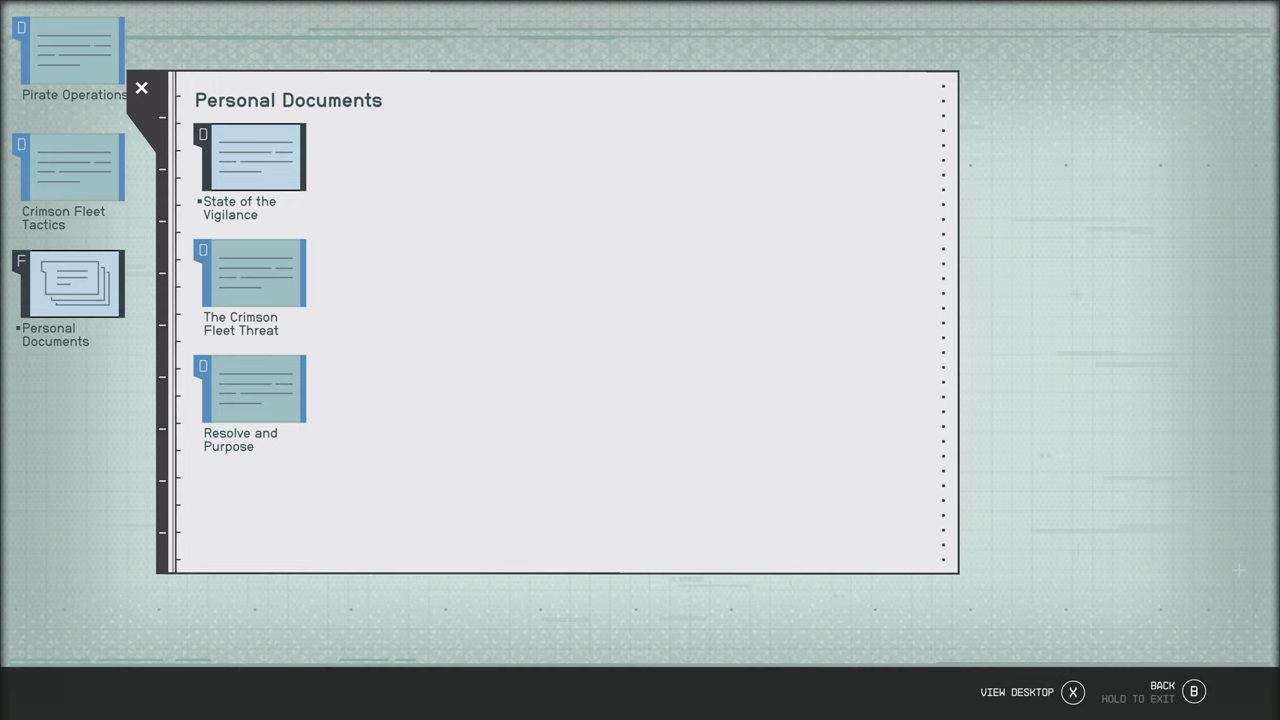 D
Pirate Operations
D
Crimson Fleet
Tactics
F
Personal
Documents
Personal Documents
D
State of the
Vigilance
D
The Crimson
Fleet Threat
D
Resolve and
Purpose
VIEW DESKTOP X
BACK
HOLD TO EXIT
B